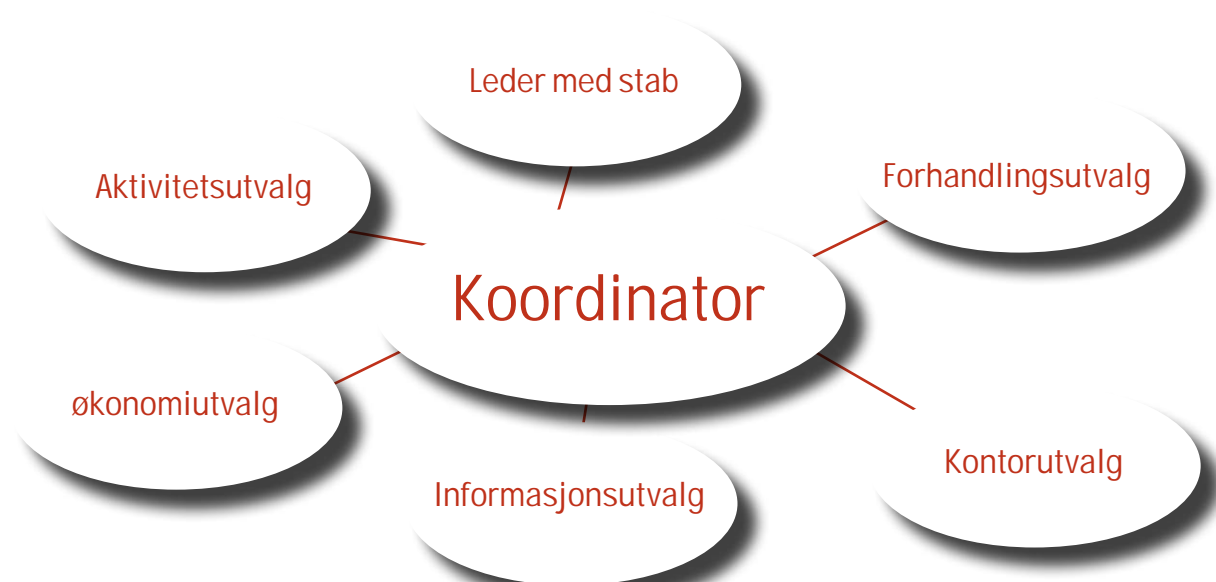 Leder med stab
Aktivitetsutvalg
Forhandlingsutvalg
Koordinator
økonomiutvalg
Kontorutvalg
Informasjonsutvalg